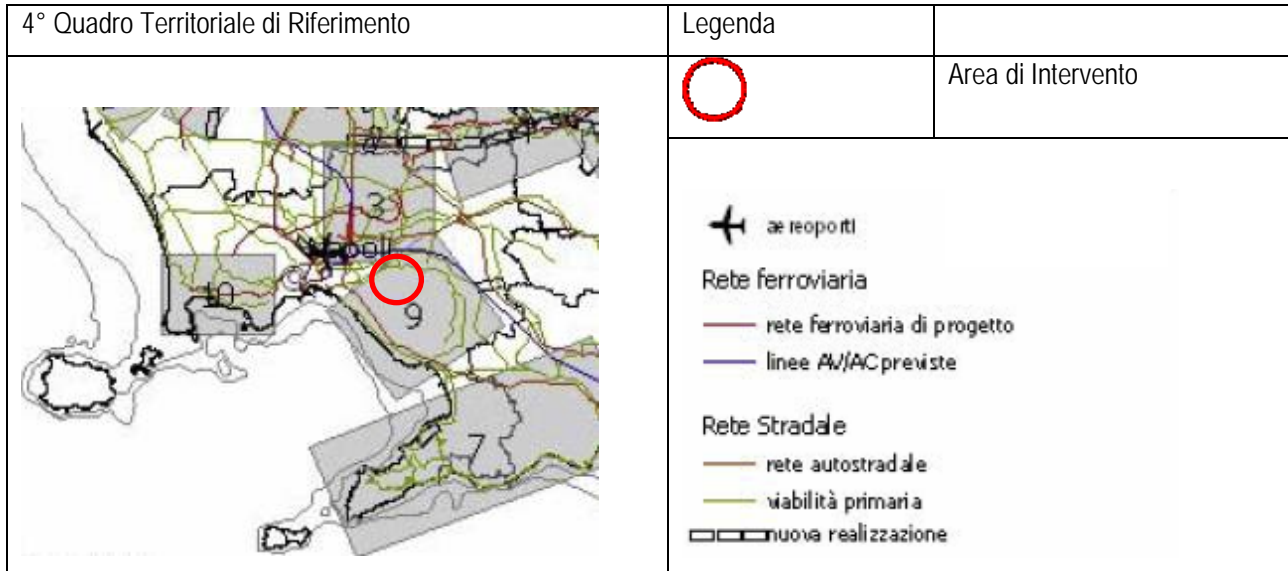 4° Quadro Territoriale di Riferimento
Legenda
Area di Intervento
3
Napoli
10
9
7
aereoporti
Rete ferroviaria
rete ferroviaria di progetto
linee AV/AC previste
Rete Stradale
rete autostradale
viabilità primaria
nuova realizzazione